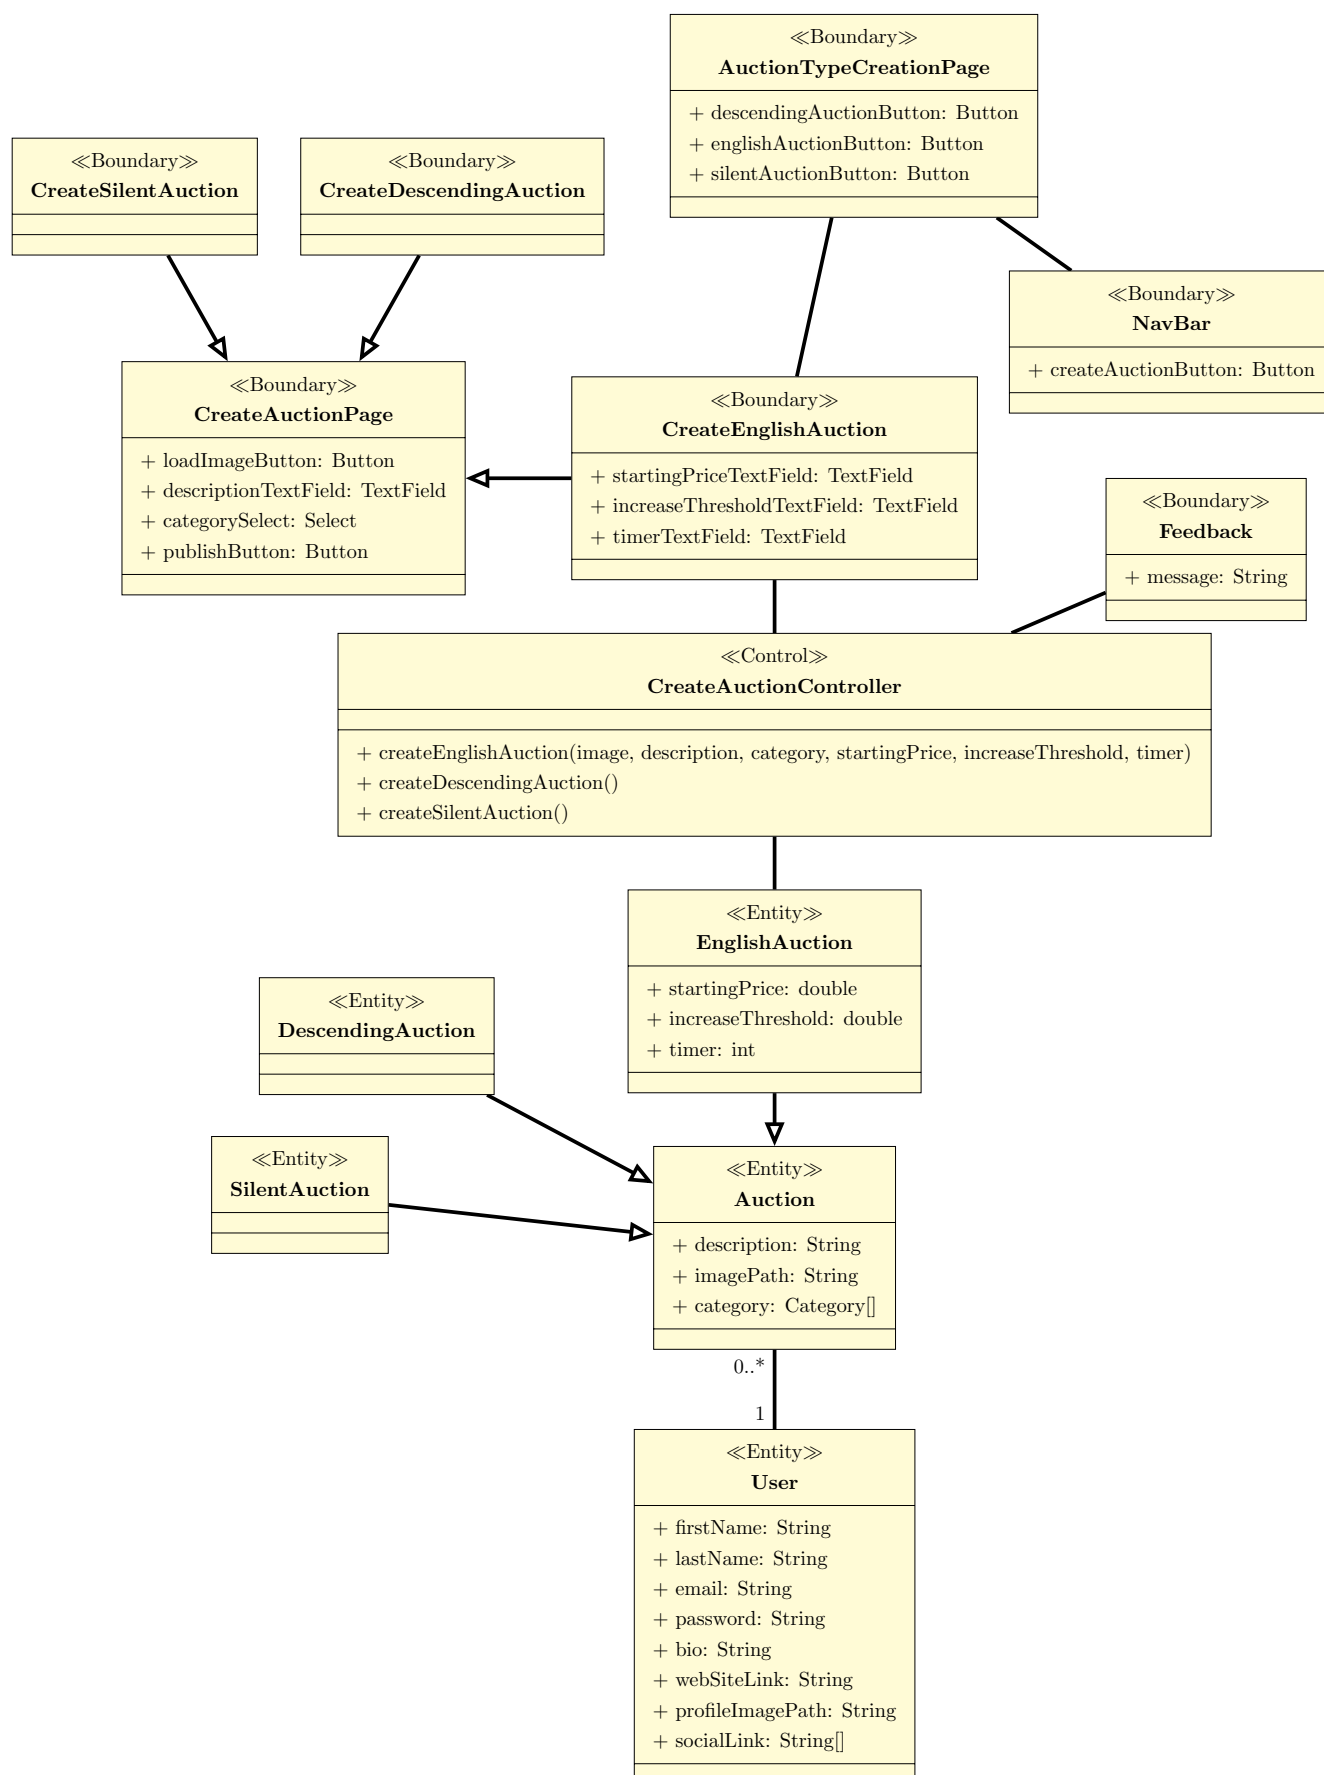 ≪Boundary≫
AuctionTypeCreationPage
+ descendingAuctionButton: Button
+ englishAuctionButton: Button
+ silentAuctionButton: Button
≪Boundary≫
CreateSilentAuction
≪Boundary≫
CreateDescendingAuction
≪Boundary≫
NavBar
+ createAuctionButton: Button
≪Boundary≫
CreateAuctionPage
+ loadImageButton: Button
+ descriptionTextField: TextField
+ categorySelect: Select
+ publishButton: Button
≪Boundary≫
CreateEnglishAuction
+ startingPriceTextField: TextField
+ increaseThresholdTextField: TextField
+ timerTextField: TextField
≪Boundary≫
Feedback
+ message: String
≪Control≫
CreateAuctionController
+ createEnglishAuction(image, description, category, startingPrice, increaseThreshold, timer)
+ createDescendingAuction()
+ createSilentAuction()
≪Entity≫
EnglishAuction
+ startingPrice: double
+ increaseThreshold: double
+ timer: int
≪Entity≫
DescendingAuction
≪Entity≫
SilentAuction
≪Entity≫
Auction
+ description: String
+ imagePath: String
+ category: Category[]
0..*
1
≪Entity≫
User
+ firstName: String
+ lastName: String
+ email: String
+ password: String
+ bio: String
+ webSiteLink: String
+ profileImagePath: String
+ socialLink: String[]